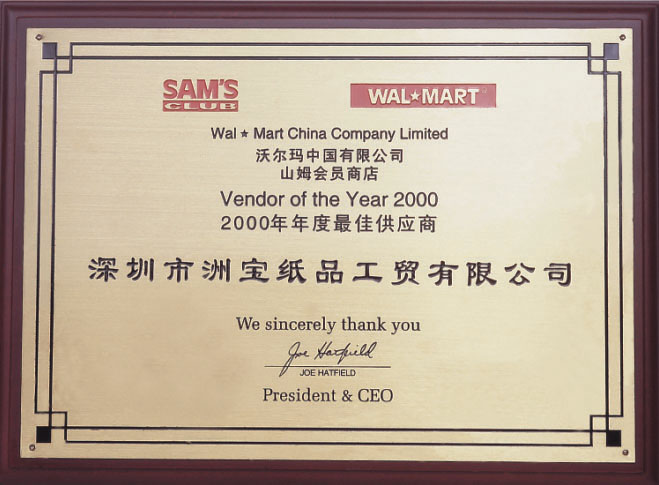 SAM'S
CLUB
WAL★MART
Wal★Mart China Company Limited
沃尔玛中国有限公司
山姆会员商店
Vendor of the Year 2000
2000年年度最佳供应商
深圳市洲宝纸品工贸有限公司
We sincerely thank you
Joe Hatfield
JOE HATFIELD
President & CEO